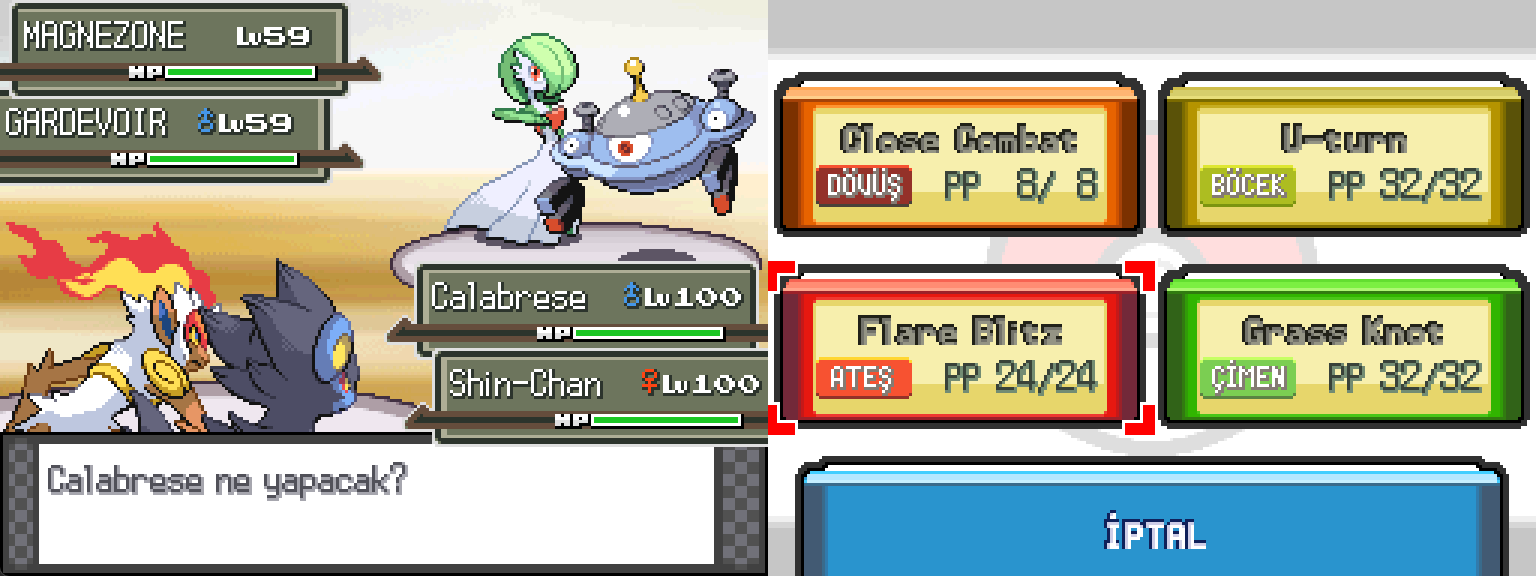 MAGNEZONE Lv59
HP
GARDEVOIR ♂Lv59
HP
Calabrese ♂Lv100
HP
Shin-Chan ♀Lv100
HP
Calabrese ne yapacak?
Close Combat
DÖVÜŞ PP 8/ 8
U-turn
BÖCEK PP 32/32
Flare Blitz
ATEŞ PP 24/24
Grass Knot
ÇİMEN PP 32/32
İPTAL